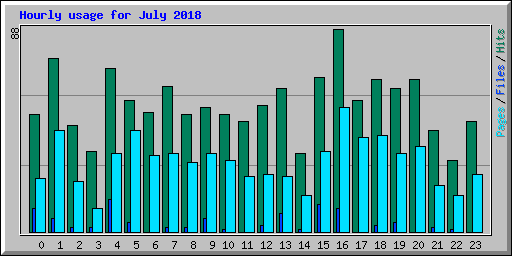 Hourly usage for July 2018
88
Pages/Files/Hits
0 1 2 3 4 5 6 7 8 9 10 11 12 13 14 15 16 17 18 19 20 21 22 23